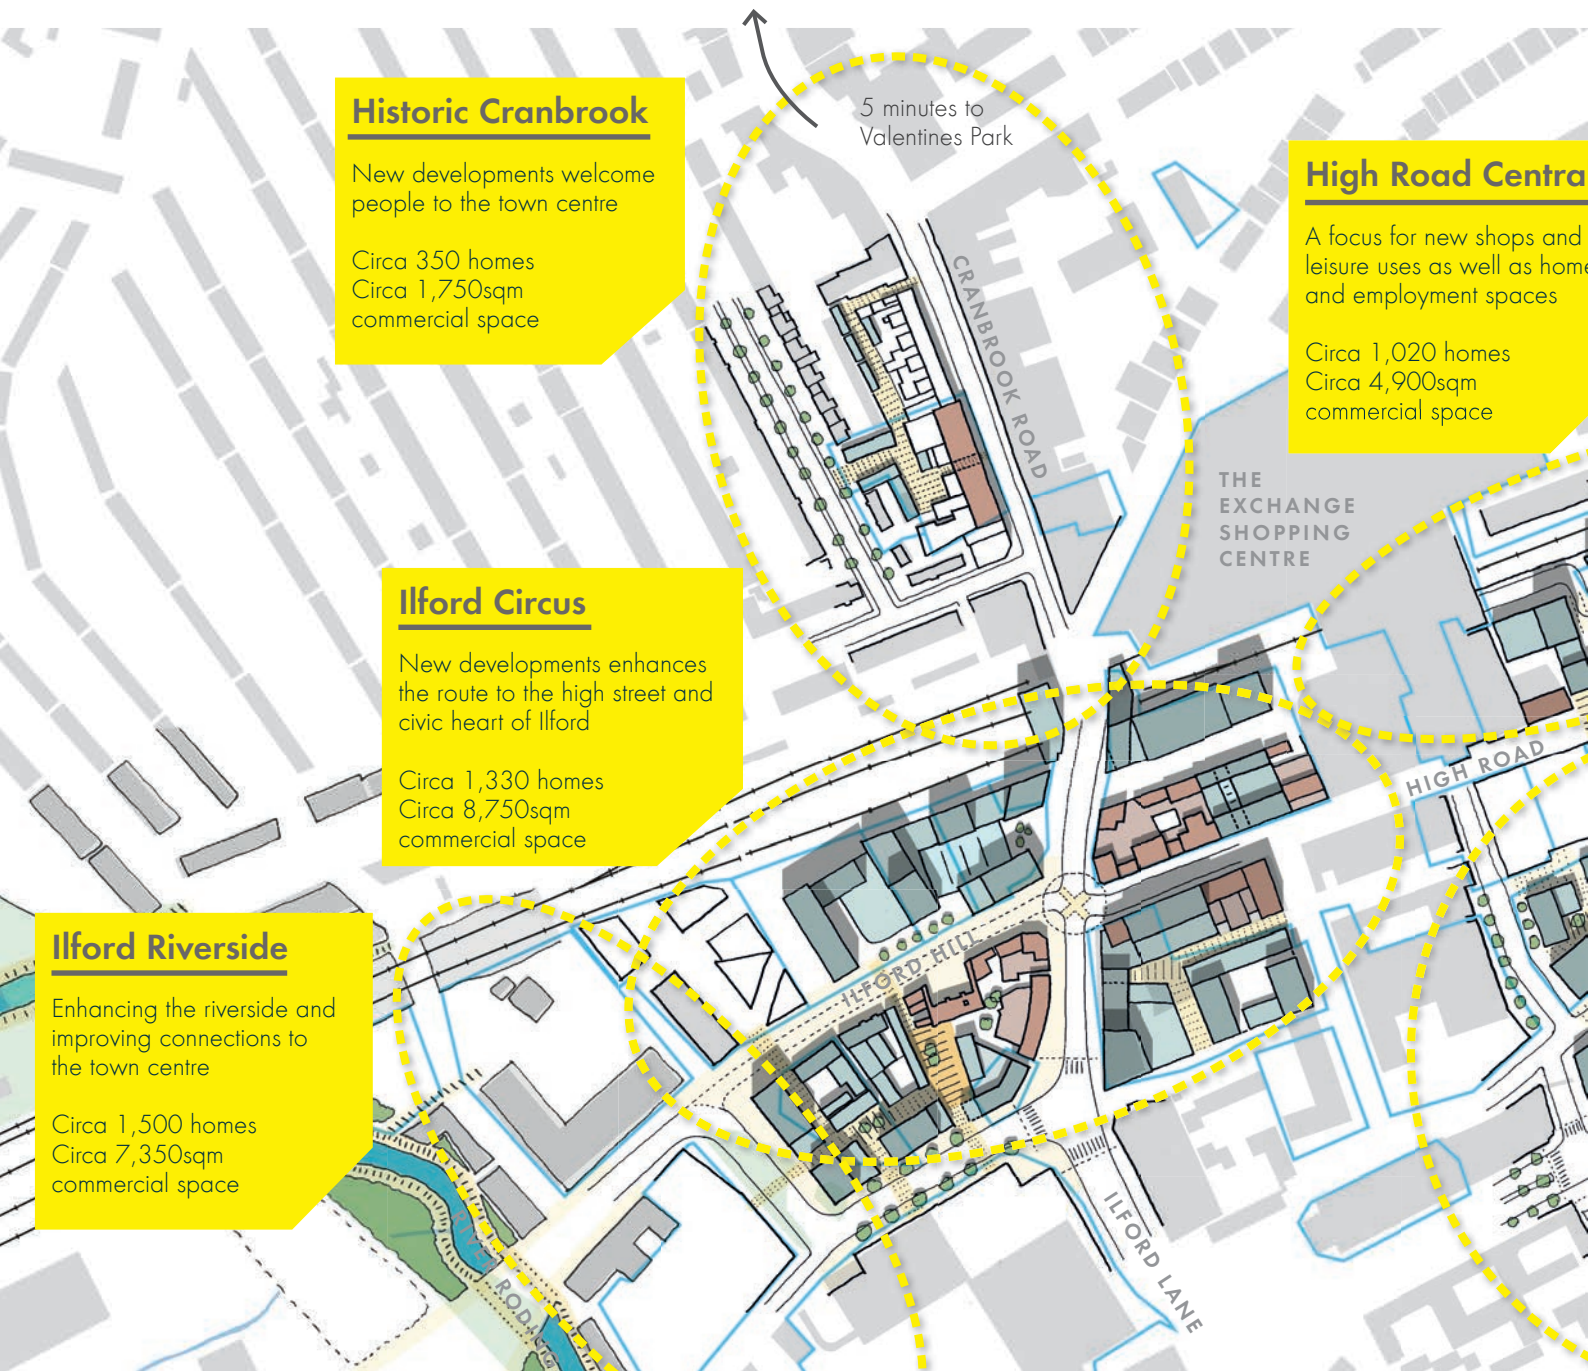 5 minutes to
Valentines Park
Historic Cranbrook
New developments welcome
people to the town centre
Circa 350 homes
Circa 1,750sqm
commercial space
High Road Centra
A focus for new shops and
leisure uses as well as home
and employment spaces
Circa 1,020 homes
Circa 4,900sqm
commercial space
CRANBROOK ROAD
THE
EXCHANGE
SHOPPING
CENTRE
Ilford Circus
New developments enhances
the route to the high street and
civic heart of Ilford
Circa 1,330 homes
Circa 8,750sqm
commercial space
HIGH ROAD
Ilford Riverside
Enhancing the riverside and
improving connections to
the town centre
Circa 1,500 homes
Circa 7,350sqm
commercial space
ILFORD HILL
ILFORD LANE
RIVER RODING